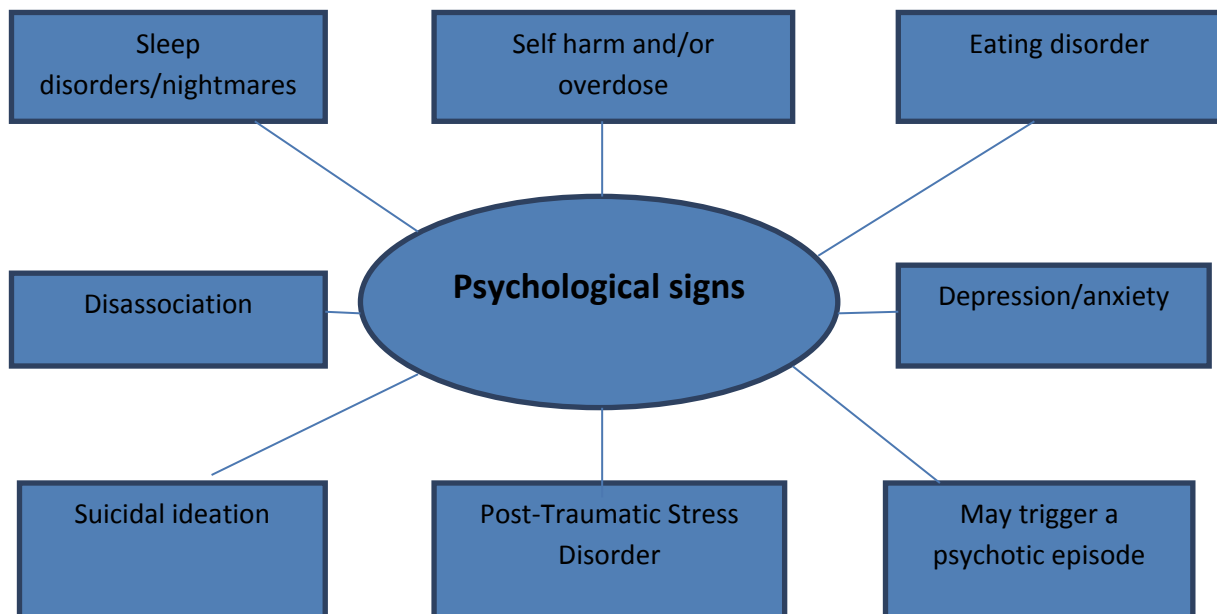 Sleep
disorders/nightmares
Self harm and/or
overdose
Eating disorder
Psychological signs
Disassociation
Depression/anxiety
Suicidal ideation
Post-Traumatic Stress
Disorder
May trigger a
psychotic episode